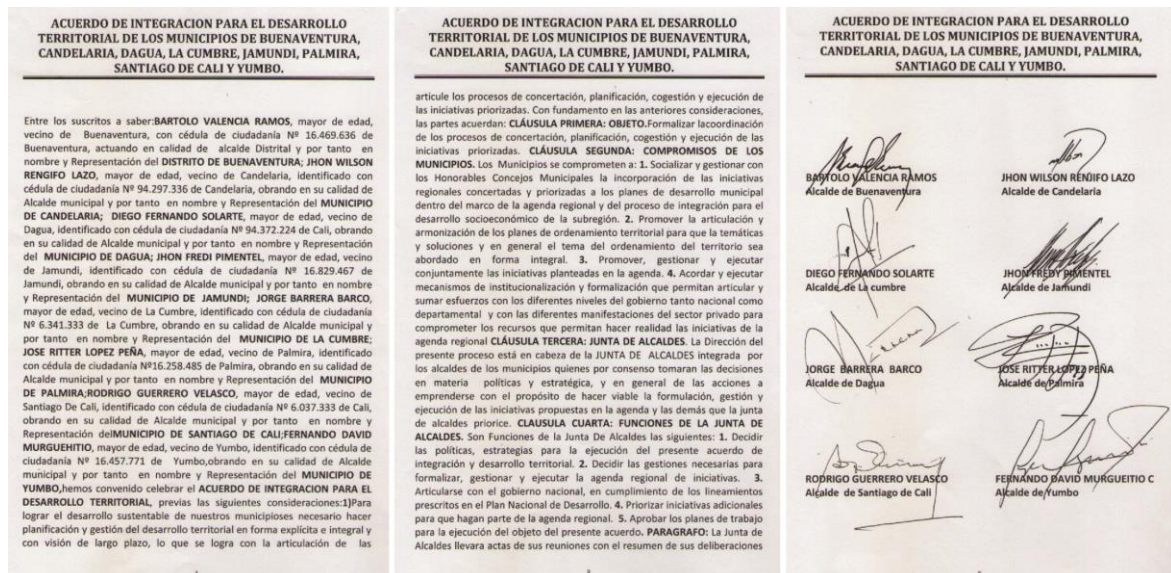 ACUERDO DE INTEGRACION PARA EL DESARROLLO
TERRITORIAL DE LOS MUNICIPIOS DE BUENAVENTURA,
CANDELARIA, DAGUA, LA CUMBRE, JAMUNDI, PALMIRA,
SANTIAGO DE CALI Y YUMBO.
Entre los suscritos a saber:BARTOLO VALENCIA RAMOS, mayor de edad,
vecino de Buenaventura, con cédula de ciudadanía Nº 16.469.636 de
Buenaventura, actuando en calidad de alcalde Distrital y por tanto en
nombre y Representación del DISTRITO DE BUENAVENTURA; JHON WILSON
RENGIFO LAZO, mayor de edad, vecino de Candelaria, identificado con
cédula de ciudadanía Nº 94.297.336 de Candelaria, obrando en su calidad de
Alcalde municipal y por tanto en nombre y Representación del MUNICIPIO
DE CANDELARIA; DIEGO FERNANDO SOLARTE, mayor de edad, vecino de
Dagua, identificado con cédula de ciudadanía Nº 94.372.224 de Cali, obrando
en su calidad de Alcalde municipal y por tanto en nombre y Representación
del MUNICIPIO DE DAGUA; JHON FREDI PIMENTEL, mayor de edad, vecino
de Jamundi, identificado con cédula de ciudadanía Nº 16.829.467 de
Jamundi, obrando en su calidad de Alcalde municipal y por tanto en nombre
y Representación del MUNICIPIO DE JAMUNDI; JORGE BARRERA BARCO,
mayor de edad, vecino de La Cumbre, identificado con cédula de ciudadanía
Nº 6.341.333 de La Cumbre, obrando en su calidad de Alcalde municipal y
por tanto en nombre y Representación del MUNICIPIO DE LA CUMBRE;
JOSE RITTER LOPEZ PEÑA, mayor de edad, vecino de Palmira, identificado
con cédula de ciudadanía Nº16.258.485 de Palmira, obrando en su calidad de
Alcalde municipal y por tanto en nombre y Representación del MUNICIPIO
DE PALMIRA;RODRIGO GUERRERO VELASCO, mayor de edad, vecino de
Santiago De Cali, identificado con cédula de ciudadanía Nº 6.037.333 de Cali,
obrando en su calidad de Alcalde municipal y por tanto en nombre y
Representación delMUNICIPIO DE SANTIAGO DE CALI;FERNANDO DAVID
MURGUEHITIO, mayor de edad, vecino de Yumbo, identificado con cédula de
ciudadanía Nº 16.457.771 de Yumbo,obrando en su calidad de Alcalde
municipal y por tanto en nombre y Representación del MUNICIPIO DE
YUMBO,hemos convenido celebrar el ACUERDO DE INTEGRACION PARA EL
DESARROLLO TERRITORIAL, previas las siguientes consideraciones:1)Para
lograr el desarrollo sustentable de nuestros municipioses necesario hacer
planificación y gestión del desarrollo territorial en forma explícita e integral y
con visión de largo plazo, lo que se logra con la articulación de las
ACUERDO DE INTEGRACION PARA EL DESARROLLO
TERRITORIAL DE LOS MUNICIPIOS DE BUENAVENTURA,
CANDELARIA, DAGUA, LA CUMBRE, JAMUNDI, PALMIRA,
SANTIAGO DE CALI Y YUMBO.
articule los procesos de concertación, planificación, cogestión y ejecución de
las iniciativas priorizadas. Con fundamento en las anteriores consideraciones,
las partes acuerdan: CLÁUSULA PRIMERA: OBJETO.Formalizar lacoordinación
de los procesos de concertación, planificación, cogestión y ejecución de las
iniciativas priorizadas. CLÁUSULA SEGUNDA: COMPROMISOS DE LOS
MUNICIPIOS. Los Municipios se comprometen a: 1. Socializar y gestionar con
los Honorables Concejos Municipales la incorporación de las iniciativas
regionales concertadas y priorizadas a los planes de desarrollo municipal
dentro del marco de la agenda regional y del proceso de integración para el
desarrollo socioeconómico de la subregión. 2. Promover la articulación y
armonización de los planes de ordenamiento territorial para que la temáticas
y soluciones y en general el tema del ordenamiento del territorio sea
abordado en forma integral. 3. Promover, gestionar y ejecutar
conjuntamente las iniciativas planteadas en la agenda. 4. Acordar y ejecutar
mecanismos de institucionalización y formalización que permitan articular y
sumar esfuerzos con los diferentes niveles del gobierno tanto nacional como
departamental y con las diferentes manifestaciones del sector privado para
comprometer los recursos que permitan hacer realidad las iniciativas de la
agenda regional CLÁUSULA TERCERA: JUNTA DE ALCALDES. La Dirección del
presente proceso está en cabeza de la JUNTA DE ALCALDES integrada por
los alcaldes de los municipios quienes por consenso tomaran las decisiones
en materia políticas y estratégica, y en general de las acciones a
emprenderse con el propósito de hacer viable la formulación, gestión y
ejecución de las iniciativas propuestas en la agenda y las demás que la junta
de alcaldes priorice. CLAUSULA CUARTA: FUNCIONES DE LA JUNTA DE
ALCALDES. Son Funciones de la Junta De Alcaldes las siguientes: 1. Decidir
las políticas, estrategias para la ejecución del presente acuerdo de
integración y desarrollo territorial. 2. Decidir las gestiones necesarias para
formalizar, gestionar y ejecutar la agenda regional de iniciativas. 3.
Articularse con el gobierno nacional, en cumplimiento de los lineamientos
prescritos en el Plan Nacional de Desarrollo. 4. Priorizar iniciativas adicionales
para que hagan parte de la agenda regional. 5. Aprobar los planes de trabajo
para la ejecución del objeto del presente acuerdo. PARAGRAFO: La Junta de
Alcaldes llevara actas de sus reuniones con el resumen de sus deliberaciones
ACUERDO DE INTEGRACION PARA EL DESARROLLO
TERRITORIAL DE LOS MUNICIPIOS DE BUENAVENTURA,
CANDELARIA, DAGUA, LA CUMBRE, JAMUNDI, PALMIRA,
SANTIAGO DE CALI Y YUMBO.
BARTOLO VALENCIA RAMOS
Alcalde de Buenaventura
JHON WILSON RENJIFO LAZO
Alcalde de Candelaria
DIEGO FERNANDO SOLARTE
Alcalde de La cumbre
JHON FREDY PIMENTEL
Alcalde de Jamundi
JORGE BARRERA BARCO
Alcalde de Dagua
JOSE RITTER LOPEZ PEÑA
Alcalde de Palmira
RODRIGO GUERRERO VELASCO
Alcalde de Santiago de Cali
FERNANDO DAVID MURGUEITIO C
Alcalde de Yumbo